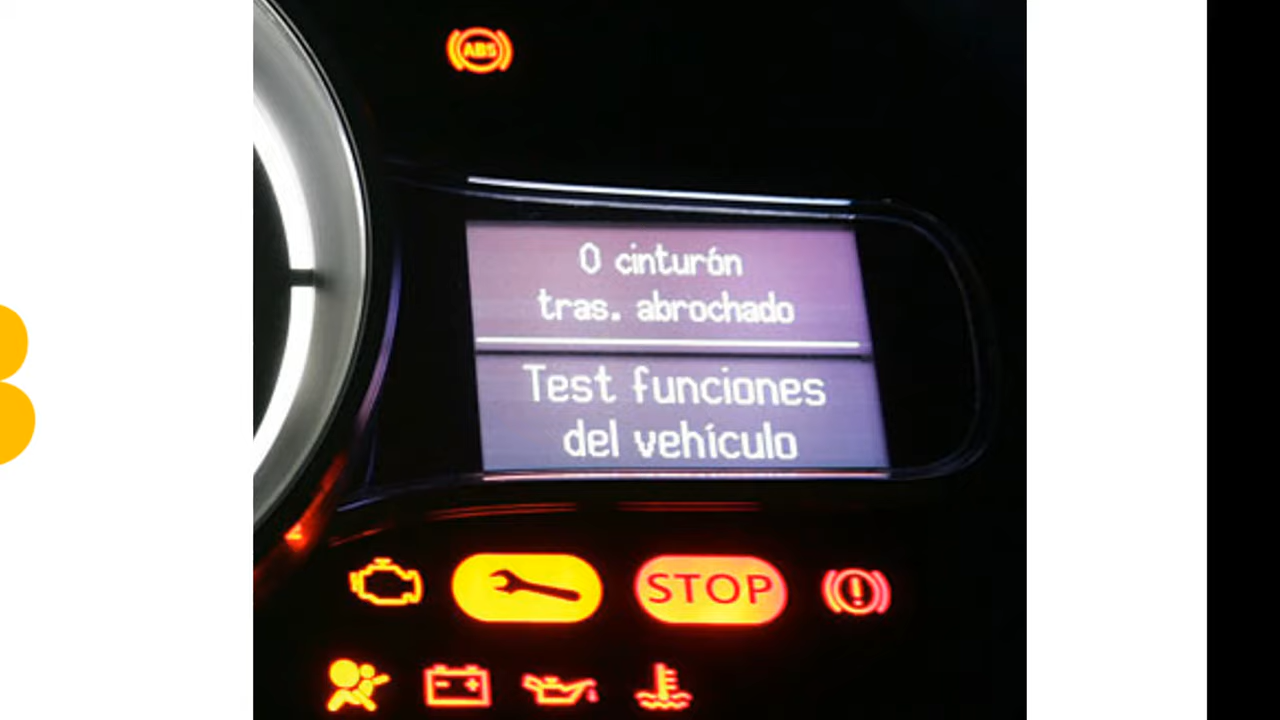 ABS
0 cinturón
tras. abrochado
Test funciones
del vehículo
STOP